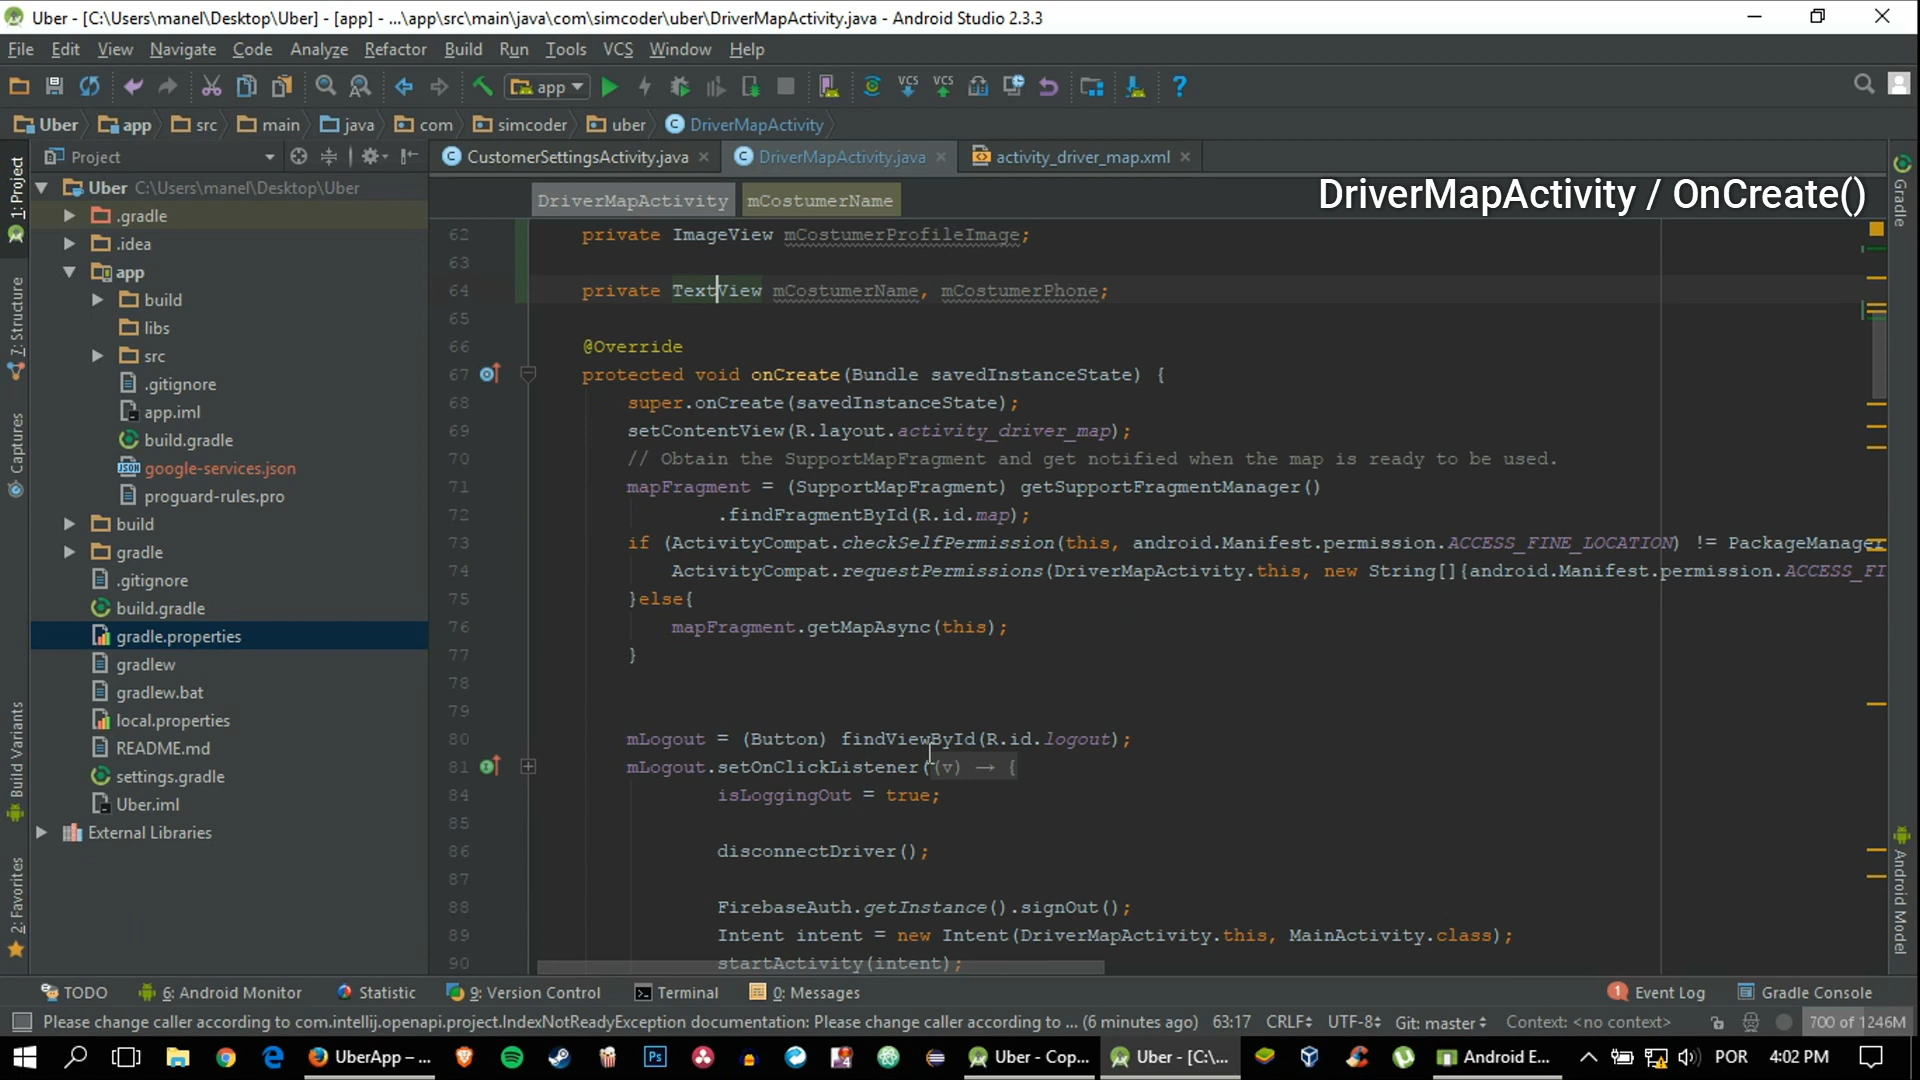 Uber - [C:\Users\manel\Desktop\Uber] - [app] - ...\app\src\main\java\com\simcoder\uber\DriverMapActivity.java - Android Studio 2.3.3
File Edit View Navigate Code Analyze Refactor Build Run Tools VCS Window Help
app VCS VCS
Uber app src main java com simcoder uber DriverMapActivity
Project
CustomerSettingsActivity.java DriverMapActivity.java activity_driver_map.xml
DriverMapActivity mCostumerName
DriverMapActivity / OnCreate()
1: Project
7: Structure
Captures
Build Variants
2: Favorites
Uber C:\Users\manel\Desktop\Uber
.gradle
.idea
app
build
libs
src
.gitignore
app.iml
build.gradle
google-services.json
proguard-rules.pro
build
gradle
.gitignore
build.gradle
gradle.properties
gradlew
gradlew.bat
local.properties
README.md
settings.gradle
Uber.iml
External Libraries
62 private ImageView mCostumerProfileImage;
63
64 private TextView mCostumerName, mCostumerPhone;
65
66 @Override
67 protected void onCreate(Bundle savedInstanceState) {
68 super.onCreate(savedInstanceState);
69 setContentView(R.layout.activity_driver_map);
70 // Obtain the SupportMapFragment and get notified when the map is ready to be used.
71 mapFragment = (SupportMapFragment) getSupportFragmentManager()
72 .findFragmentById(R.id.map);
73 if (ActivityCompat.checkSelfPermission(this, android.Manifest.permission.ACCESS_FINE_LOCATION) != PackageManager
74 ActivityCompat.requestPermissions(DriverMapActivity.this, new String[]{android.Manifest.permission.ACCESS_FI
75 }else{
76 mapFragment.getMapAsync(this);
77 }
78
79
80 mLogout = (Button) findViewById(R.id.logout);
81 mLogout.setOnClickListener((v) → {
84 isLoggingOut = true;
85
86 disconnectDriver();
87
88 FirebaseAuth.getInstance().signOut();
89 Intent intent = new Intent(DriverMapActivity.this, MainActivity.class);
90 startActivity(intent);
Gradle
Android Model
TODO 6: Android Monitor Statistic 9: Version Control Terminal 0: Messages 1 Event Log Gradle Console
Please change caller according to com.intellij.openapi.project.IndexNotReadyException documentation: Please change caller according to ... (6 minutes ago) 63:17 CRLF UTF-8 Git: master Context: <no context> 700 of 1246M
UberApp – ... Uber - Cop... Uber - [C:\... Android E... POR 4:02 PM